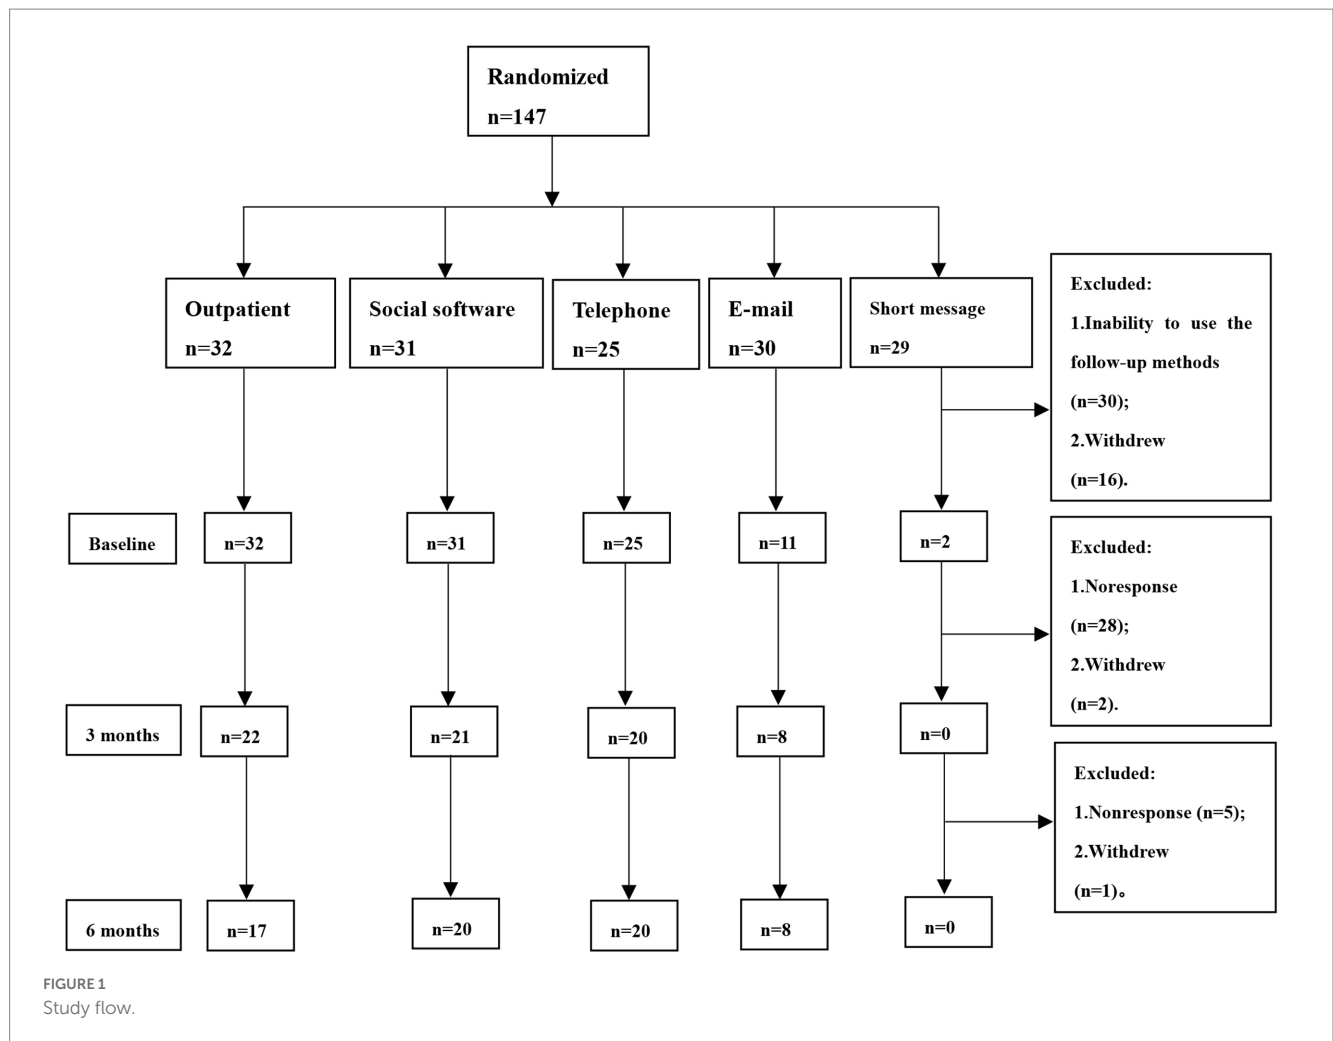 Randomized
n=147
Outpatient
n=32
Social software
n=31
Telephone
n=25
E-mail
n=30
Short message
n=29
Excluded:
1.Inability to use the
follow-up methods
(n=30);
2.Withdrew
(n=16).
Baseline
n=32
n=31
n=25
n=11
n=2
Excluded:
1.Noresponse
(n=28);
2.Withdrew
(n=2).
3 months
n=22
n=21
n=20
n=8
n=0
Excluded:
1.Nonresponse (n=5);
2.Withdrew
(n=1)。
6 months
n=17
n=20
n=20
n=8
n=0
FIGURE 1
Study flow.